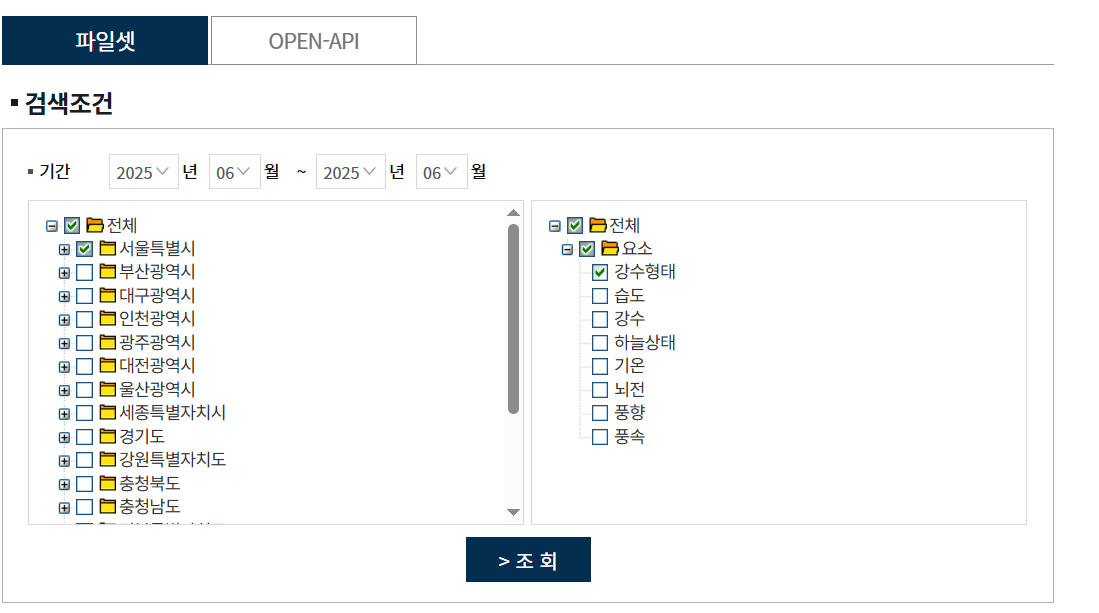 파일셋 OPEN-API
검색조건
기간 2025 년 06 월 ~ 2025 년 06 월
전체
서울특별시
부산광역시
대구광역시
인천광역시
광주광역시
대전광역시
울산광역시
세종특별자치시
경기도
강원특별자치도
충청북도
충청남도
전체
요소
강수형태
습도
강수
하늘상태
기온
뇌전
풍향
풍속
> 조 회